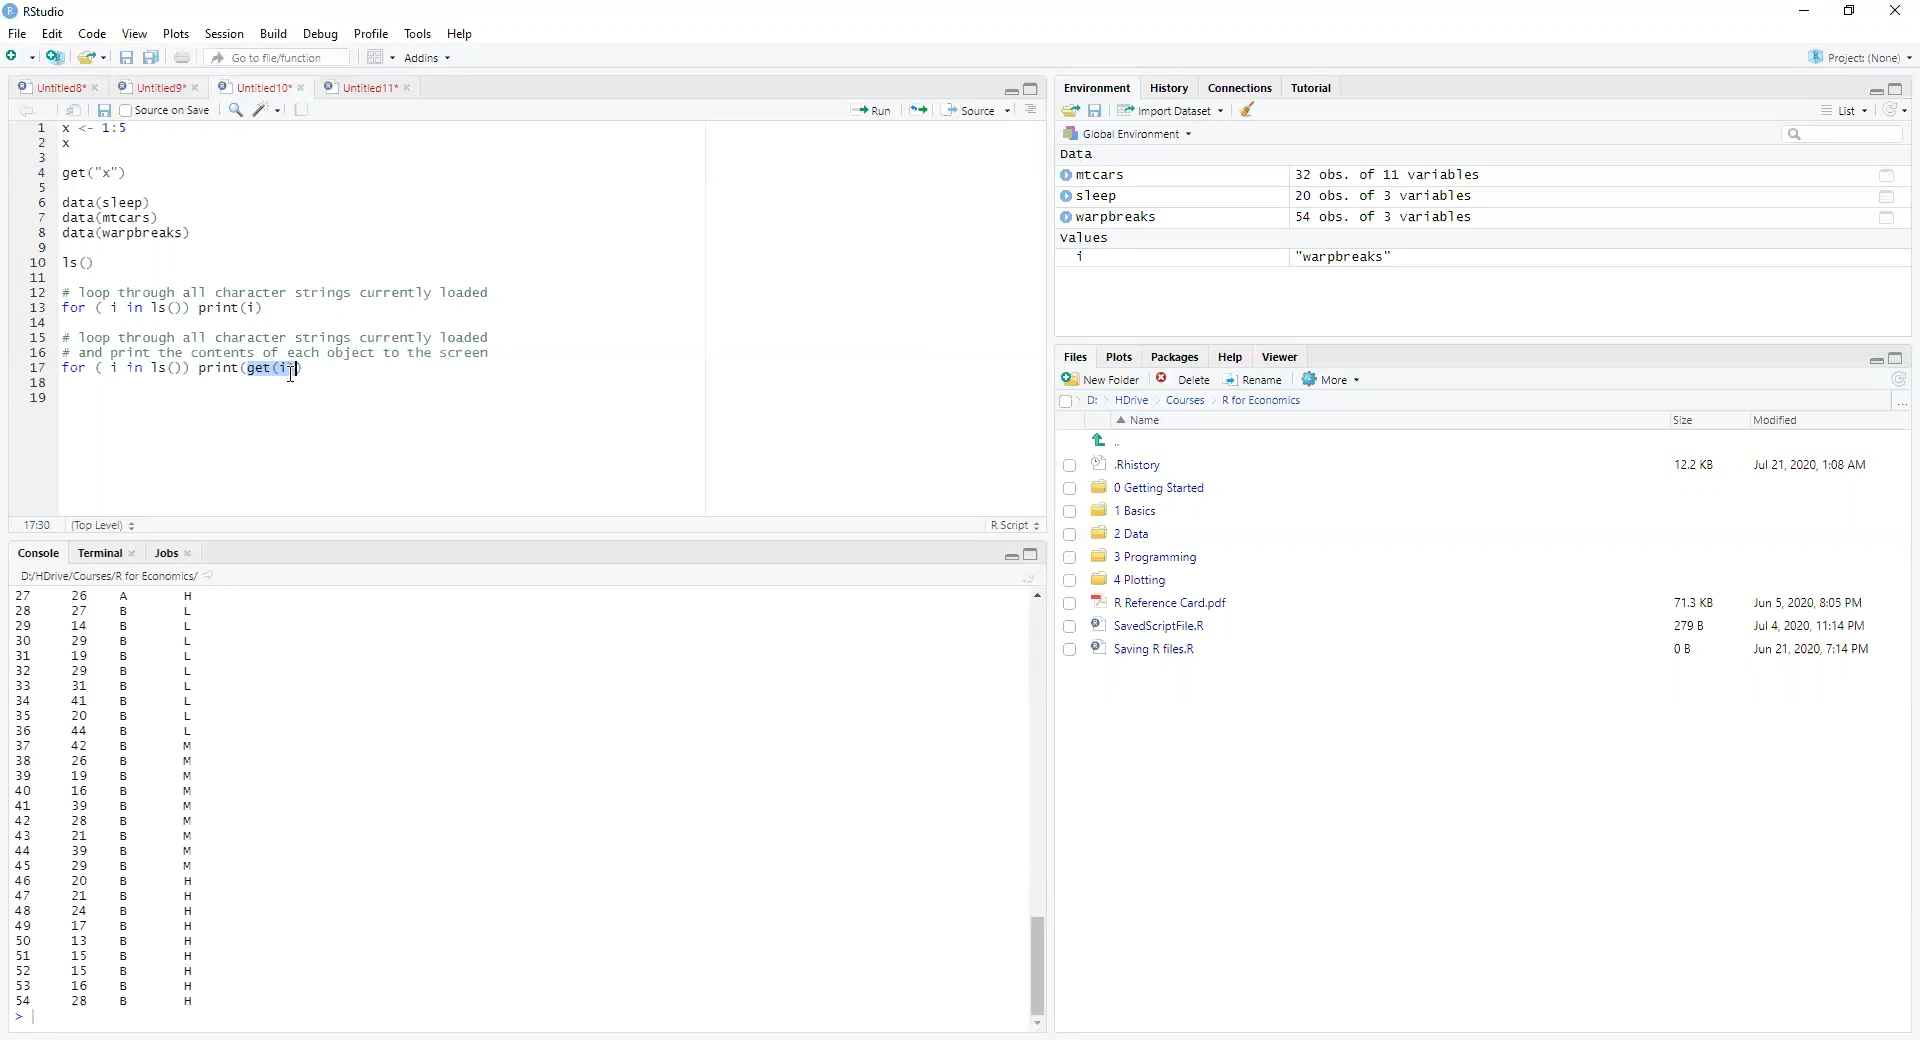 RStudio
File Edit Code View Plots Session Build Debug Profile Tools Help
Go to file/function Addins Project: (None)
Untitled8* Untitled9* Untitled10* Untitled11*
Source on Save Run Source
1 x <- 1:5
2 x
3
4 get("x")
5
6 data(sleep)
7 data(mtcars)
8 data(warpbreaks)
9
10 ls()
11
12 # loop through all character strings currently loaded
13 for ( i in ls()) print(i)
14
15 # loop through all character strings currently loaded
16 # and print the contents of each object to the screen
17 for ( i in ls()) print(get(i))
18
19
17:30 (Top Level) R Script
Console Terminal Jobs
D:/HDrive/Courses/R for Economics/
27 26 A H
28 27 B L
29 14 B L
30 29 B L
31 19 B L
32 29 B L
33 31 B L
34 41 B L
35 20 B L
36 44 B L
37 42 B M
38 26 B M
39 19 B M
40 16 B M
41 39 B M
42 28 B M
43 21 B M
44 39 B M
45 29 B M
46 20 B H
47 21 B H
48 24 B H
49 17 B H
50 13 B H
51 15 B H
52 15 B H
53 16 B H
54 28 B H
>
Environment History Connections Tutorial
Import Dataset List
Global Environment
Data
mtcars 32 obs. of 11 variables
sleep 20 obs. of 3 variables
warpbreaks 54 obs. of 3 variables
Values
i "warpbreaks"
Files Plots Packages Help Viewer
New Folder Delete Rename More
D: HDrive Courses R for Economics ...
Name Size Modified
..
.Rhistory 12.2 KB Jul 21, 2020, 1:08 AM
0 Getting Started
1 Basics
2 Data
3 Programming
4 Plotting
R Reference Card.pdf 71.3 KB Jun 5, 2020, 8:05 PM
SavedScriptFile.R 279 B Jul 4, 2020, 11:14 PM
Saving R files.R 0 B Jun 21, 2020, 7:14 PM